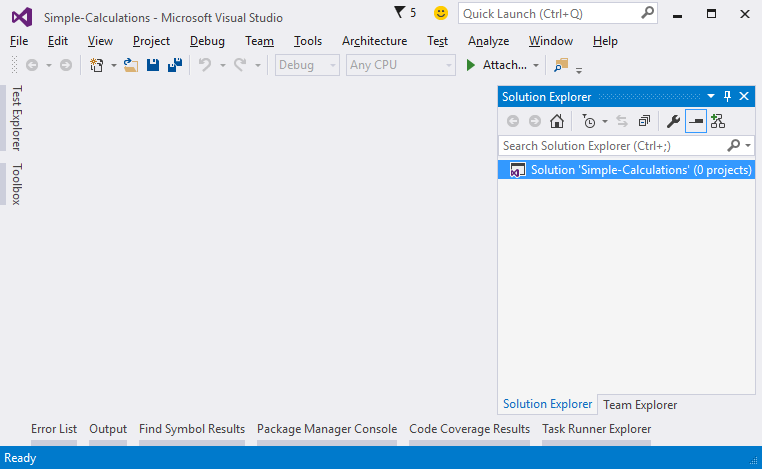 Simple-Calculations - Microsoft Visual Studio
5
Quick Launch (Ctrl+Q)
File Edit View Project Debug Team Tools Architecture Test Analyze Window Help
Debug Any CPU Attach...
Test Explorer
Toolbox
Solution Explorer
Search Solution Explorer (Ctrl+;)
Solution 'Simple-Calculations' (0 projects)
Solution Explorer Team Explorer
Error List Output Find Symbol Results Package Manager Console Code Coverage Results Task Runner Explorer
Ready